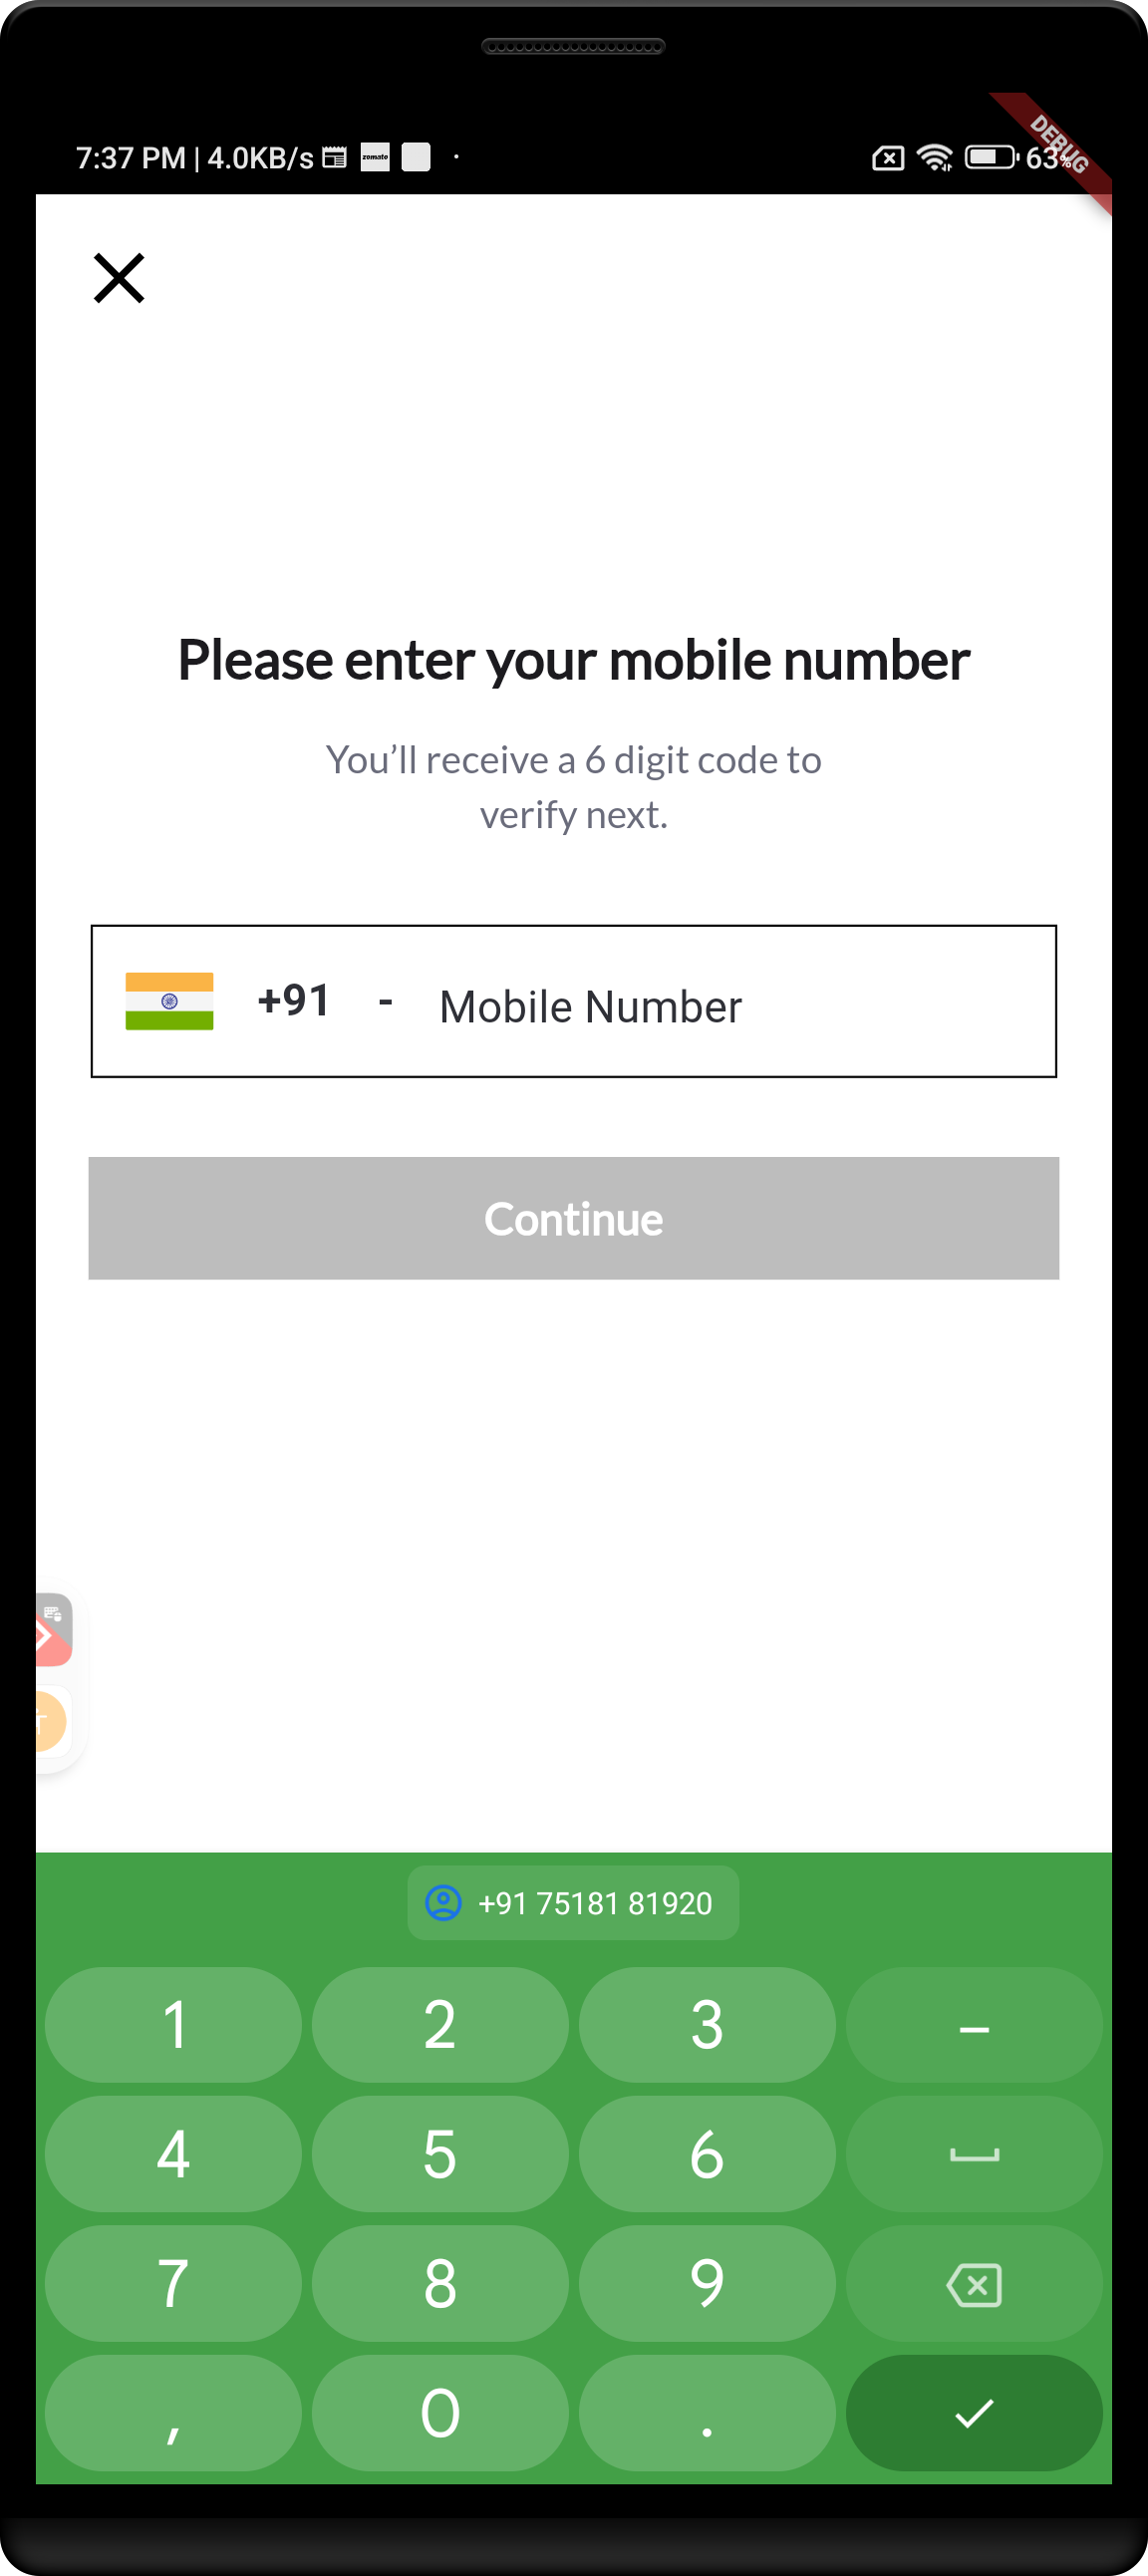 7:37 PM | 4.0KB/s zomato
63%
DEBUG
Please enter your mobile number
You’ll receive a 6 digit code to
verify next.
+91 - Mobile Number
Continue
+91 75181 81920
1 2 3 –
4 5 6
7 8 9
, 0 .